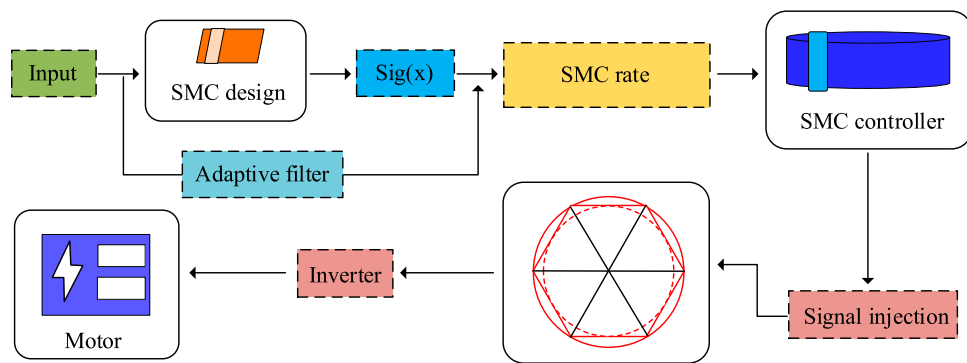 Input
SMC design
Sig(x)
SMC rate
SMC controller
Adaptive filter
Motor
Inverter
Signal injection